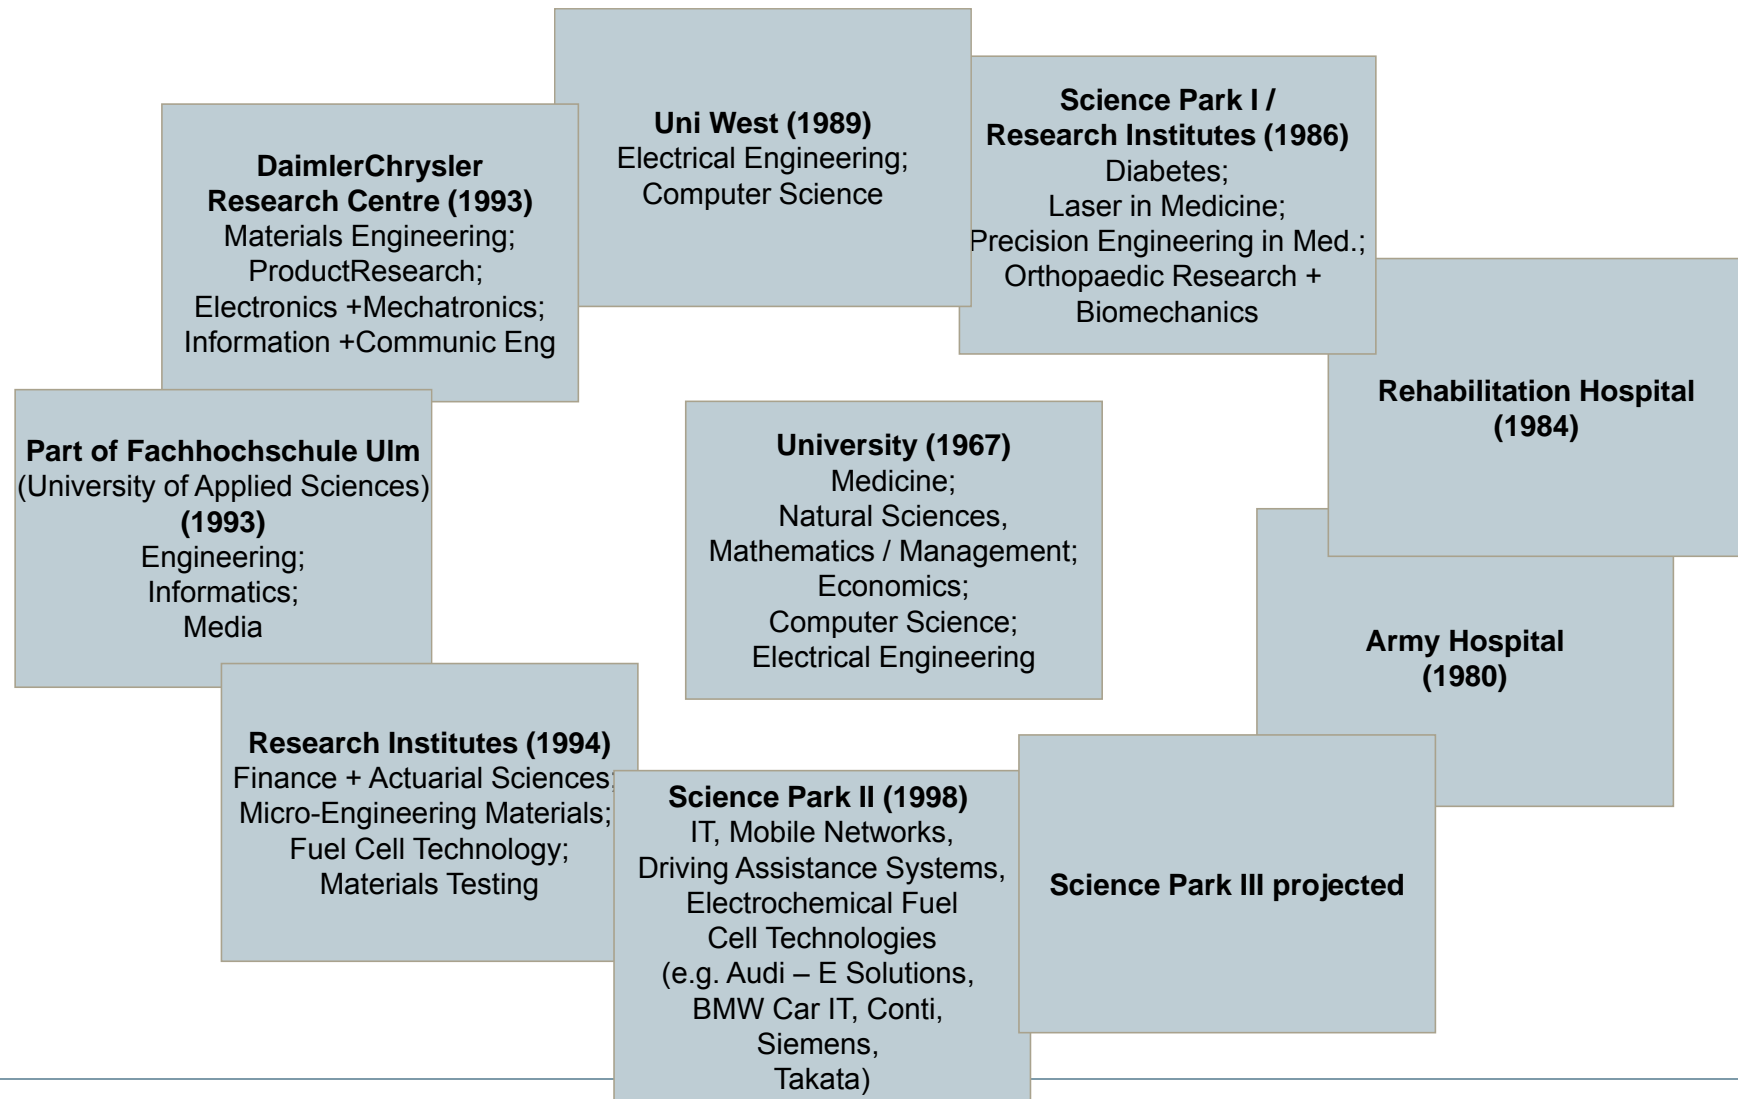 Uni West (1989)
Electrical Engineering;
Computer Science
Science Park I /
Research Institutes (1986)
Diabetes;
Laser in Medicine;
Precision Engineering in Med.;
Orthopaedic Research +
Biomechanics
DaimlerChrysler
Research Centre (1993)
Materials Engineering;
ProductResearch;
Electronics +Mechatronics;
Information +Communic Eng
Rehabilitation Hospital
(1984)
Part of Fachhochschule Ulm
(University of Applied Sciences)
(1993)
Engineering;
Informatics;
Media
University (1967)
Medicine;
Natural Sciences,
Mathematics / Management;
Economics;
Computer Science;
Electrical Engineering
Army Hospital
(1980)
Research Institutes (1994)
Finance + Actuarial Sciences;
Micro-Engineering Materials;
Fuel Cell Technology;
Materials Testing
Science Park II (1998)
IT, Mobile Networks,
Driving Assistance Systems,
Electrochemical Fuel
Cell Technologies
(e.g. Audi – E Solutions,
BMW Car IT, Conti,
Siemens,
Takata)
Science Park III projected